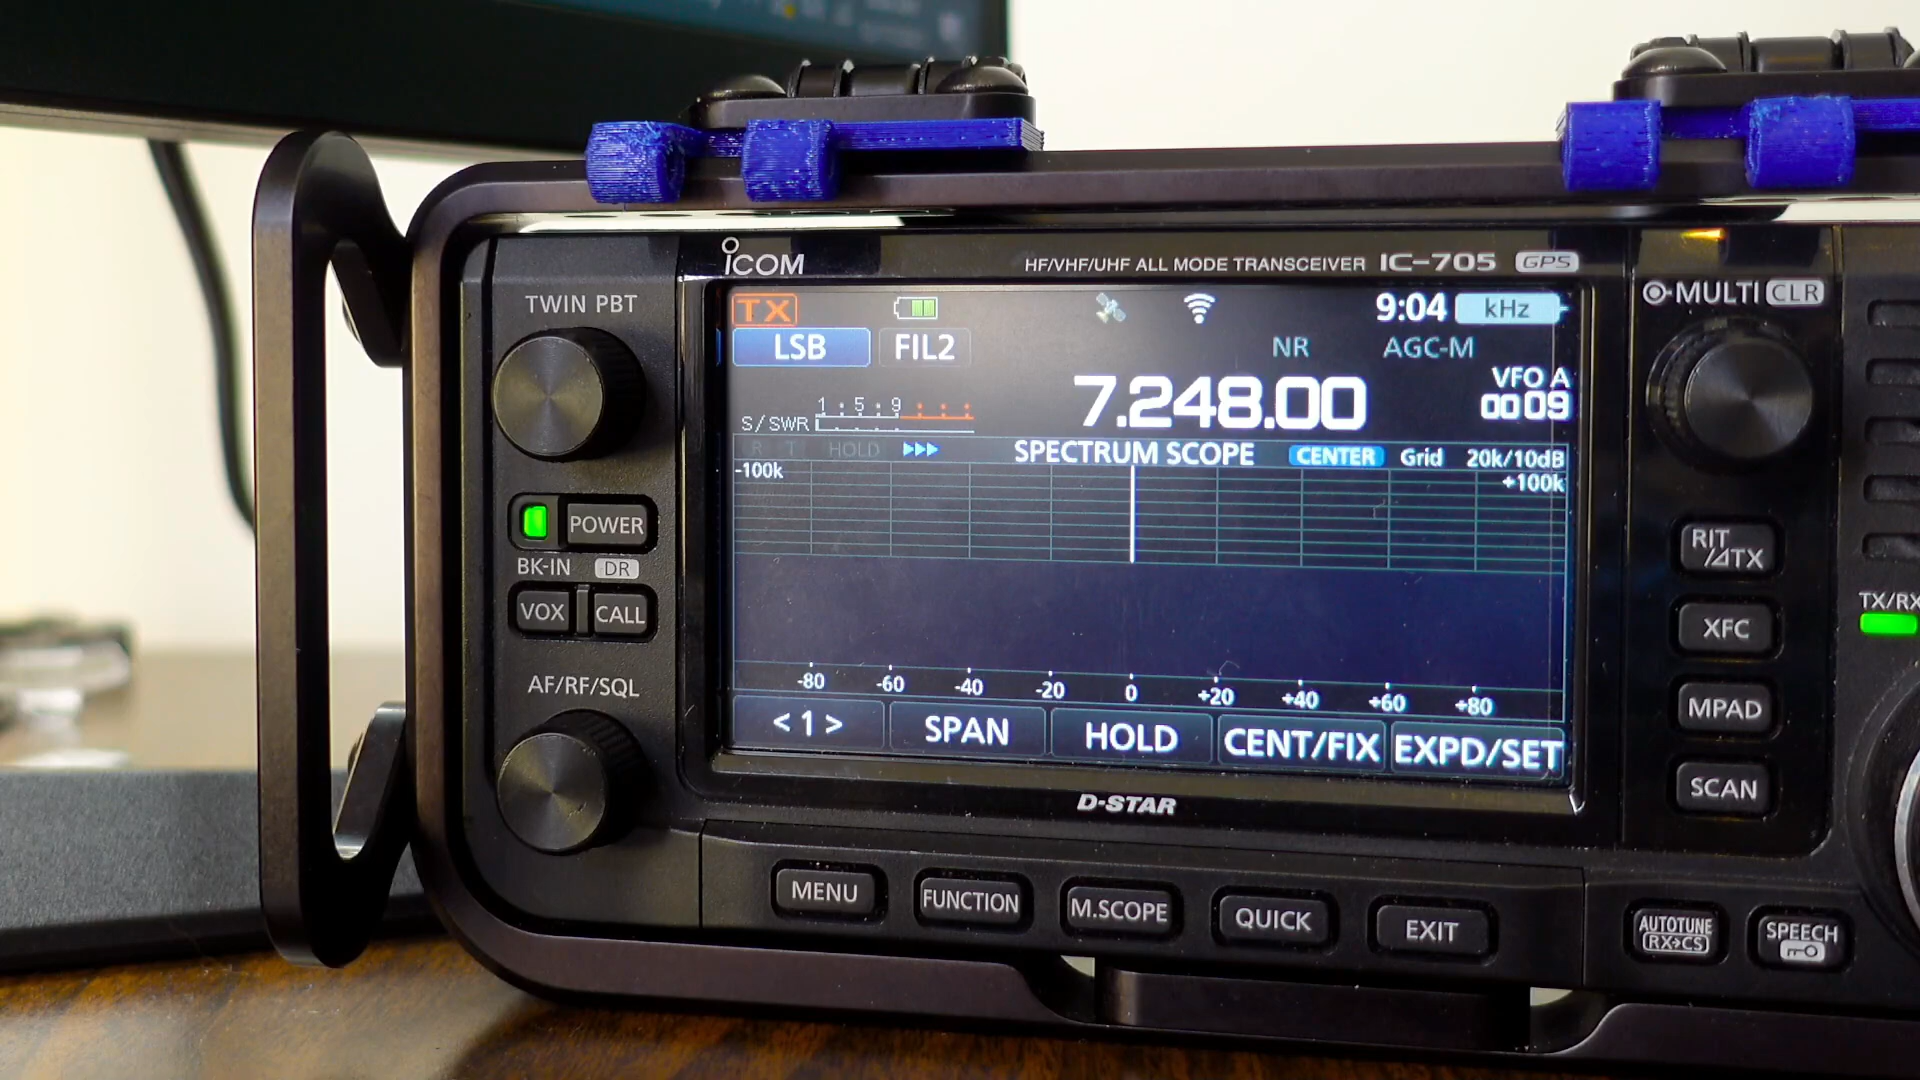 ICOM
HF/VHF/UHF ALL MODE TRANSCEIVER IC-705 GPS
TWIN PBT
MULTI CLR
TX 9:04 kHz
LSB FIL2 NR AGC-M
7.248.00
VFO A
0009
1 : 5 : 9
S/SWR
R T HOLD SPECTRUM SCOPE CENTER Grid 20k/10dB
-100k +100k
POWER
BK-IN DR
VOX CALL
AF/RF/SQL
-80 -60 -40 -20 0 +20 +40 +60 +80
< 1 > SPAN HOLD CENT/FIX EXPD/SET
D-STAR
RIT
⊿TX
TX/RX
XFC
MPAD
SCAN
MENU FUNCTION M.SCOPE QUICK EXIT
AUTOTUNE
RX→CS
SPEECH